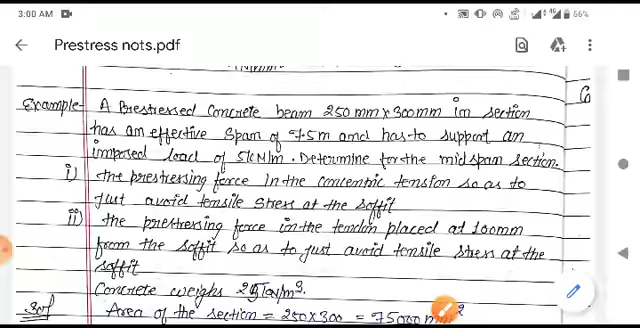 3:00 AM
4G
56%
Prestress nots.pdf
Example- A Prestressed Concrete beam 250 mm x 300 mm in section
has an effective Span of 7.5m and has to support an
imposed load of 5kN/m. Determine for the mid span section.
i) the prestressing force In the concentric tension so as to
Just avoid tensile stress at the soffit
ii) the prestressing force in the tendon placed at 100mm
from the soffit so as to just avoid tensile stress at the
soffit
Concrete weighs /m³.
Sol Area of the section = 250 x 300 = 75000 mm²